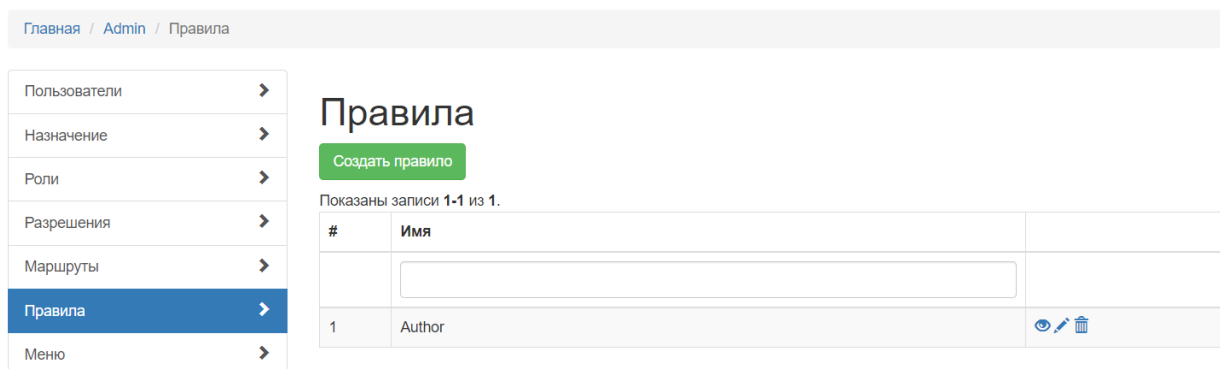 Главная / Admin / Правила
Пользователи
Назначение
Роли
Разрешения
Маршруты
Правила
Меню
Правила
Создать правило
Показаны записи 1-1 из 1.
# Имя
1 Author